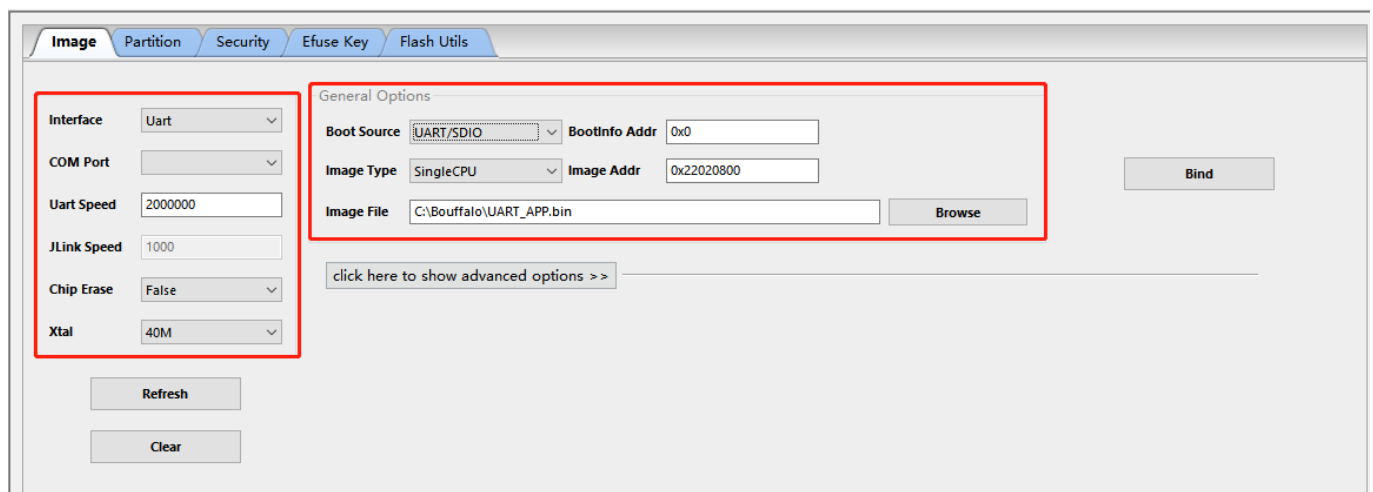 Image Partition Security Efuse Key Flash Utils
General Options
Interface Uart
Boot Source UART/SDIO BootInfo Addr 0x0
COM Port
Image Type SingleCPU Image Addr 0x22020800
Bind
Uart Speed 2000000
Image File C:\Bouffalo\UART_APP.bin Browse
JLink Speed 1000
click here to show advanced options >>
Chip Erase False
Xtal 40M
Refresh
Clear